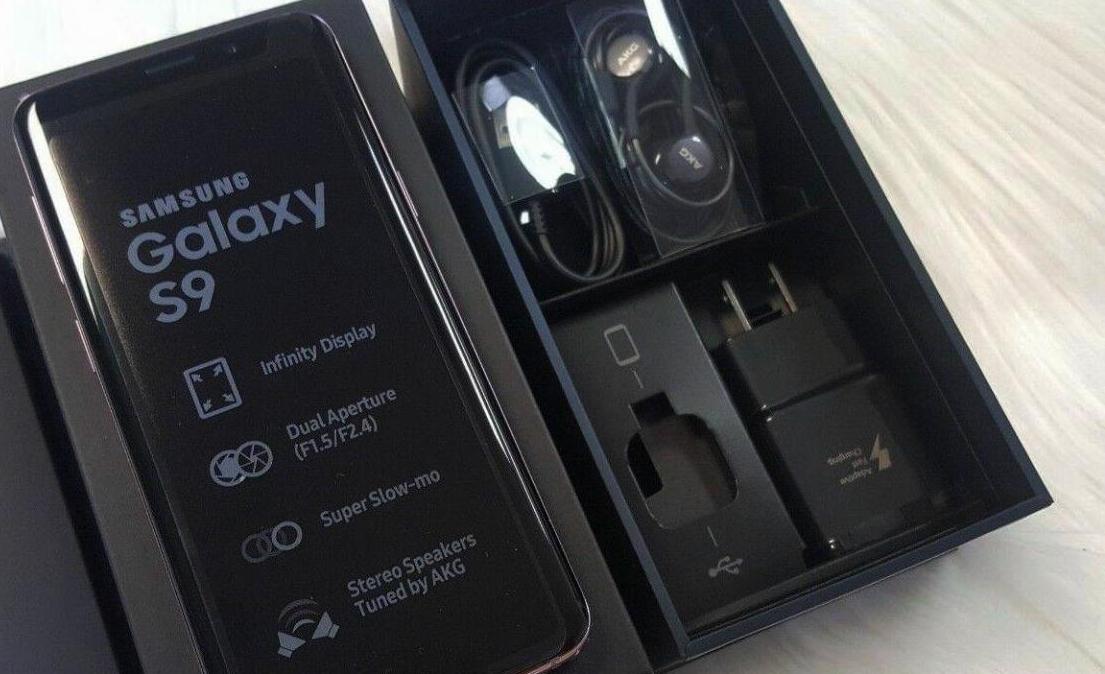 SAMSUNG
Galaxy
S9
Infinity Display
Dual Aperture
(F1.5/F2.4)
Super Slow-mo
Stereo Speakers
Tuned by AKG
AKG
AKG
Adaptive
Fast
Charging